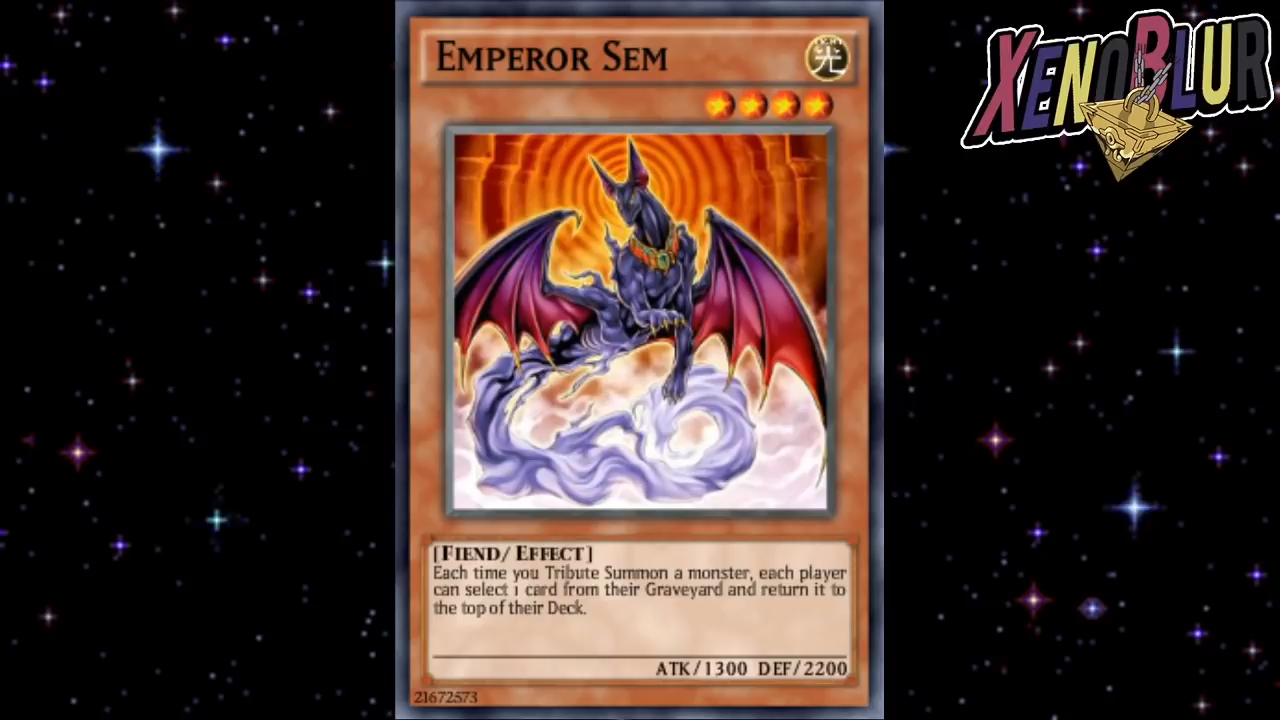 XENOBLUR
EMPEROR SEM
LIGHT
光
[FIEND/ EFFECT]
Each time you Tribute Summon a monster, each player
can select 1 card from their Graveyard and return it to
the top of their Deck.
ATK/1300 DEF/2200
21672573